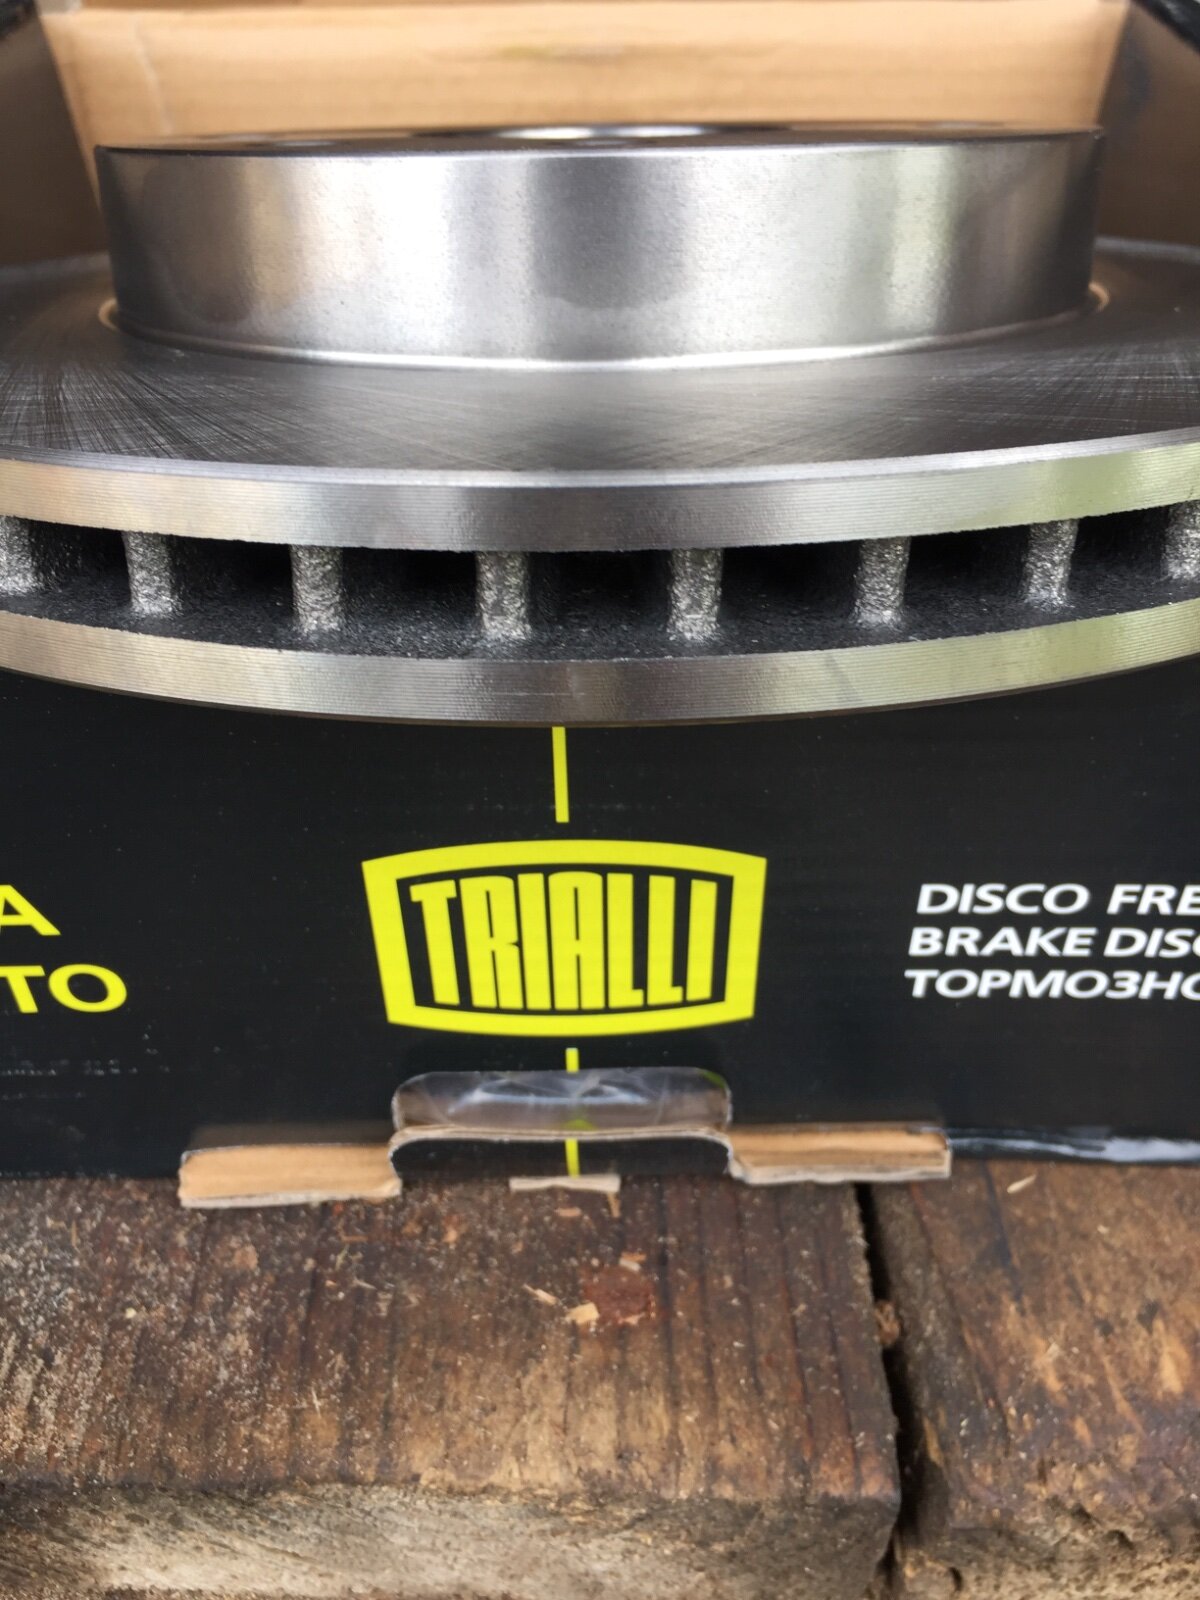 A
TO
TRIALLI
DISCO FRE
BRAKE DISC
ТОРМОЗНО